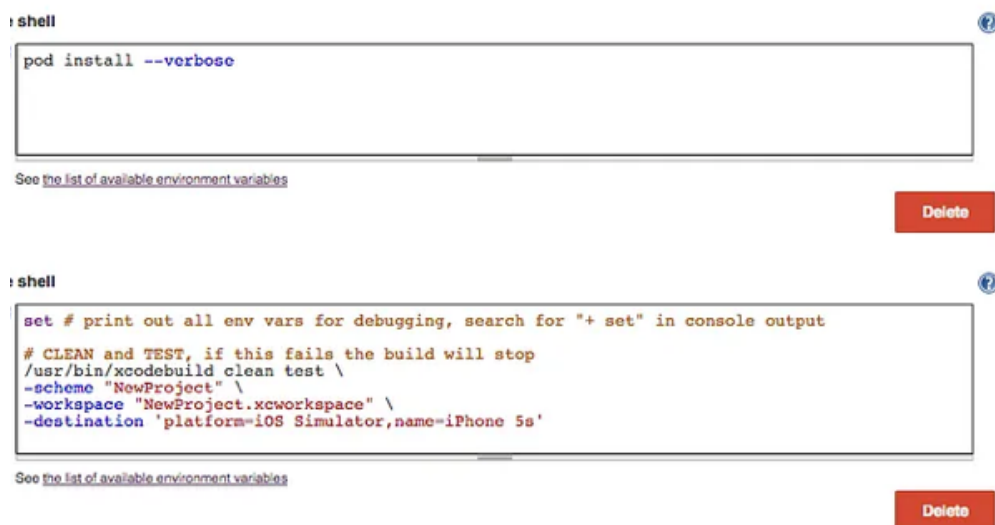 shell
pod install --verbose
See the list of available environment variables
Delete
e shell
set # print out all env vars for debugging, search for "+ set" in console output
# CLEAN and TEST, if this fails the build will stop
/usr/bin/xcodebuild clean test \
-scheme "NewProject" \
-workspace "NewProject.xcworkspace" \
-destination 'platform=iOS Simulator,name=iPhone 5s'
See the list of available environment variables
Delete